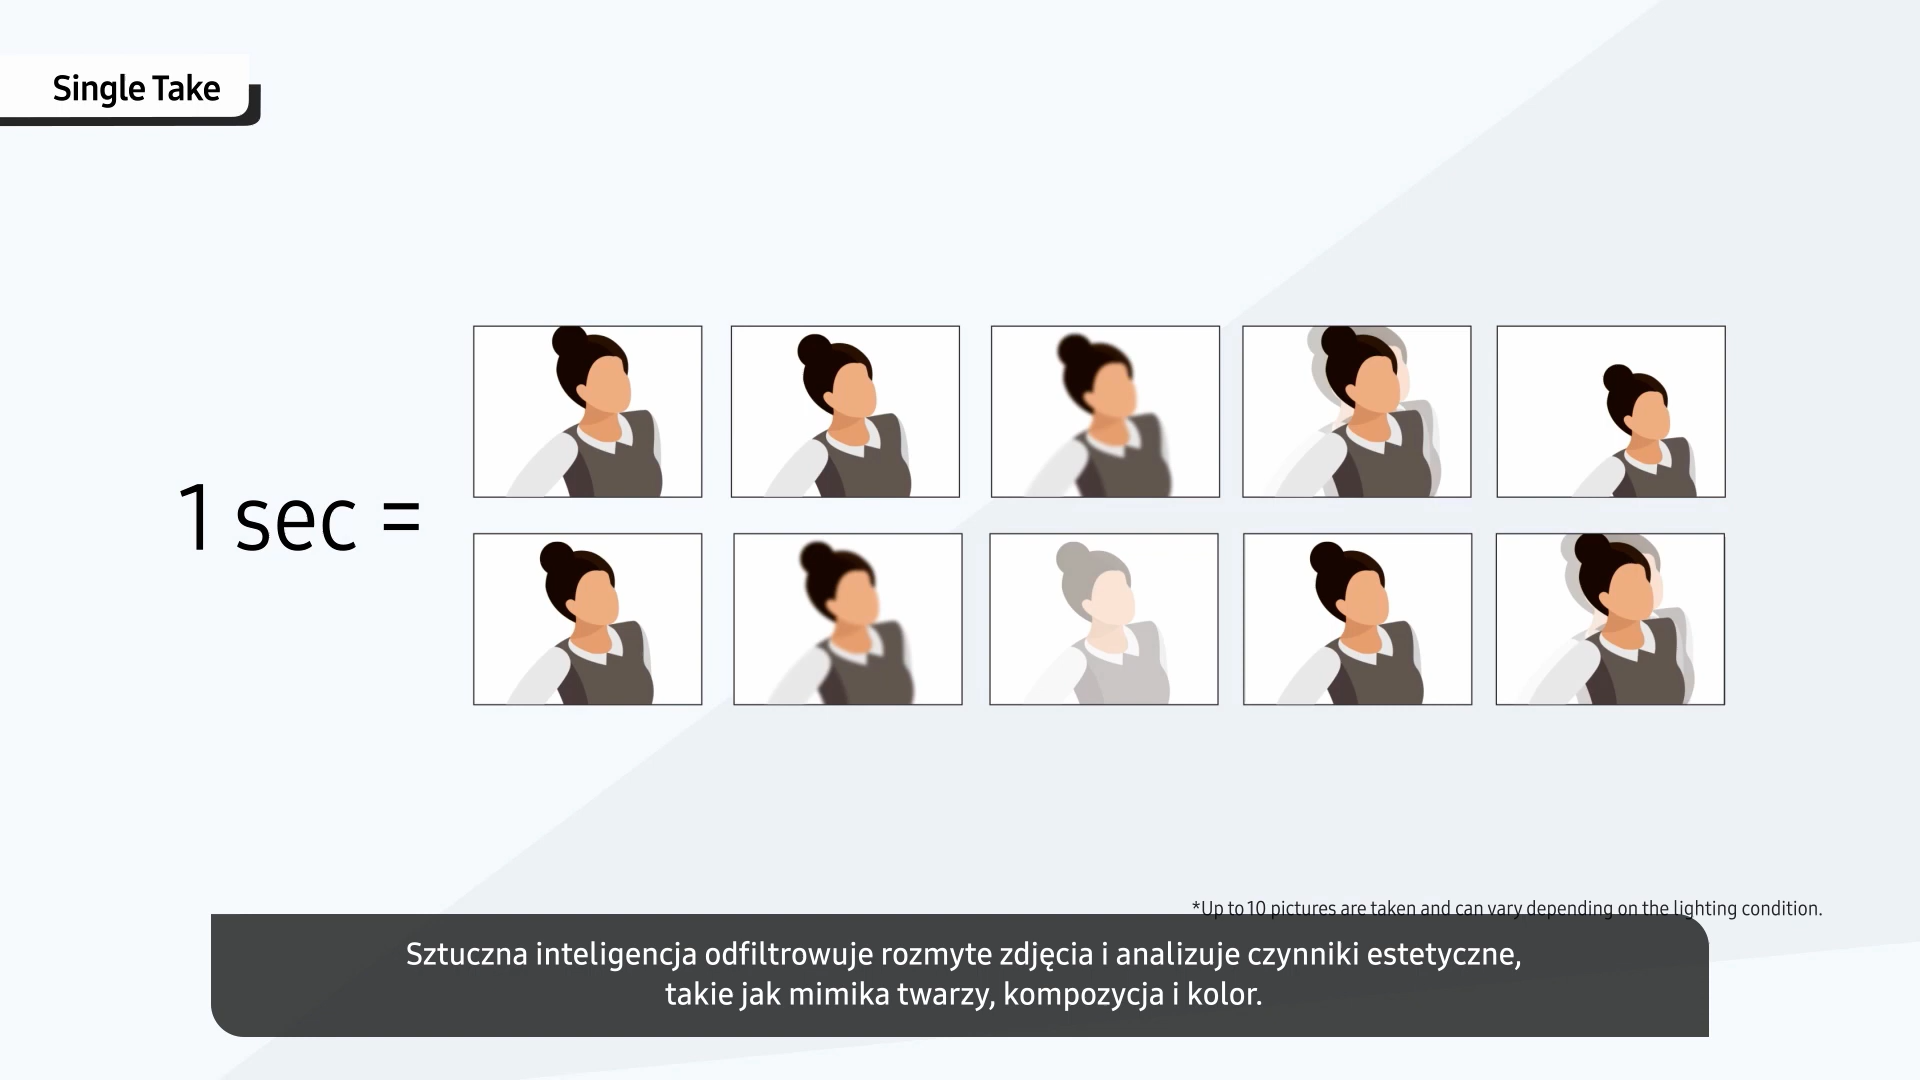 Single Take
1 sec =
*Up to 10 pictures are taken and can vary depending on the lighting condition.
Sztuczna inteligencja odfiltrowuje rozmyte zdjęcia i analizuje czynniki estetyczne,
takie jak mimika twarzy, kompozycja i kolor.